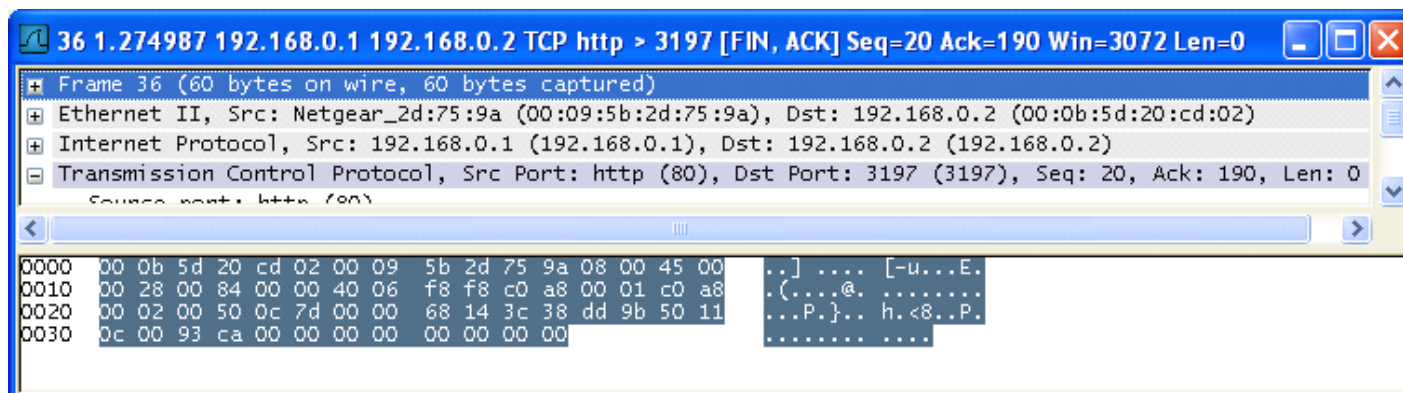 36 1.274987 192.168.0.1 192.168.0.2 TCP http > 3197 [FIN, ACK] Seq=20 Ack=190 Win=3072 Len=0
Frame 36 (60 bytes on wire, 60 bytes captured)
Ethernet II, Src: Netgear_2d:75:9a (00:09:5b:2d:75:9a), Dst: 192.168.0.2 (00:0b:5d:20:cd:02)
Internet Protocol, Src: 192.168.0.1 (192.168.0.1), Dst: 192.168.0.2 (192.168.0.2)
Transmission Control Protocol, Src Port: http (80), Dst Port: 3197 (3197), Seq: 20, Ack: 190, Len: 0
Source port: http (80)
0000 00 0b 5d 20 cd 02 00 09 5b 2d 75 9a 08 00 45 00 ..] .... [-u...E.
0010 00 28 00 84 00 00 40 06 f8 f8 c0 a8 00 01 c0 a8 .(....@. ........
0020 00 02 00 50 0c 7d 00 00 68 14 3c 38 dd 9b 50 11 ...P.}.. h.<8..P.
0030 0c 00 93 ca 00 00 00 00 00 00 00 00 ........ ....